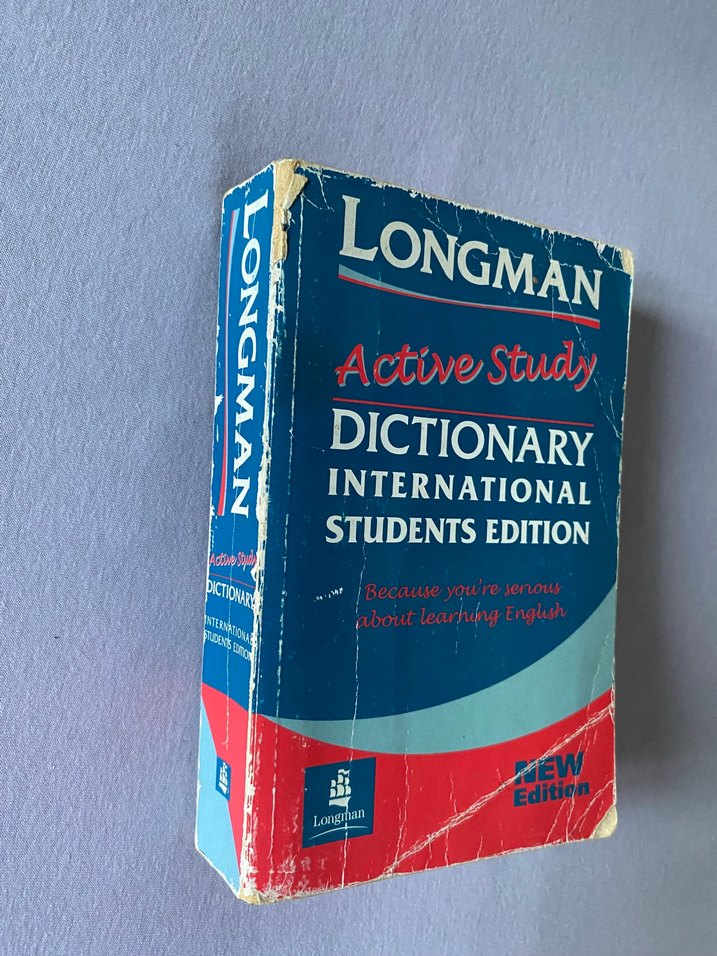 LONGMAN
Active Study
DICTIONARY
INTERNATIONAL
STUDENTS EDITION
LONGMAN
Active Study
DICTIONARY
INTERNATIONAL
STUDENTS EDITION
Because you're serious
about learning English
NEW
Edition
Longman